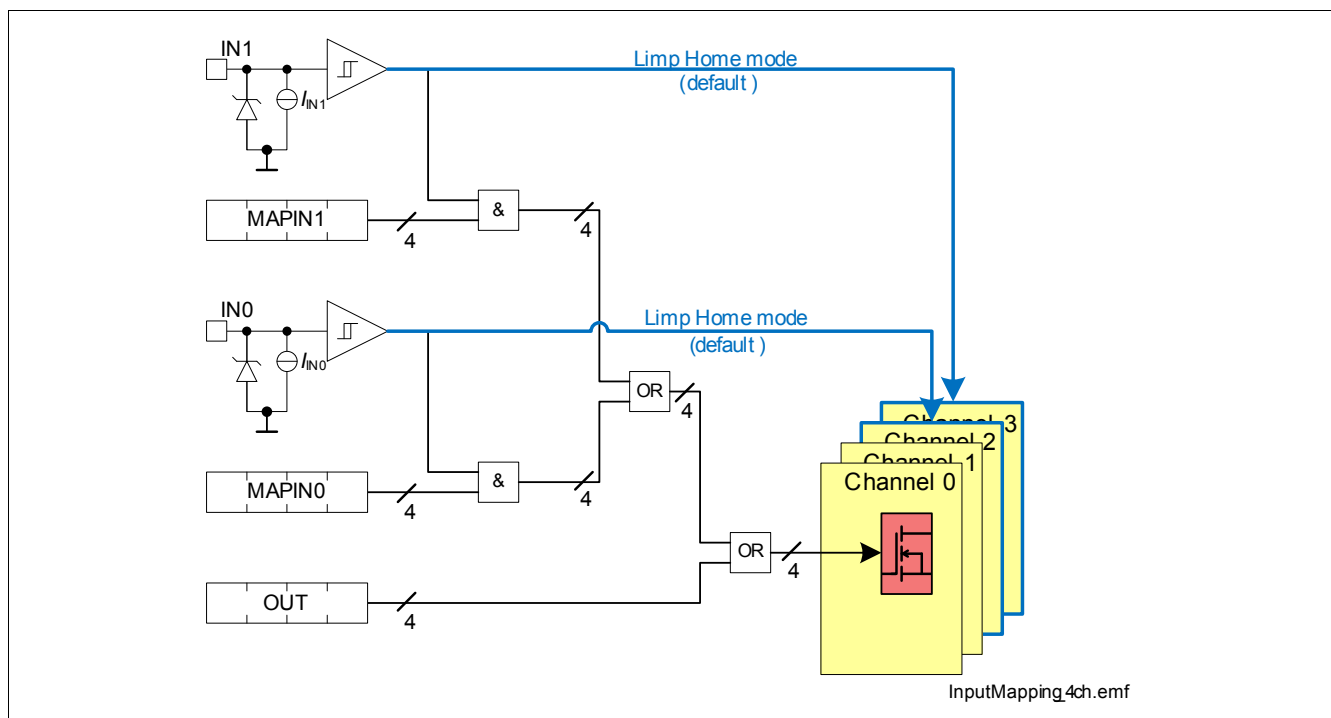 IN1
Limp Home mode
(default )
IIN1
MAPIN1
&
4
4
IN0
Limp Home mode
(default )
IIN0
OR
4
Channel 3
Channel 2
Channel 1
Channel 0
MAPIN0
&
4
4
OR
4
OUT
4
InputMapping_4ch.emf